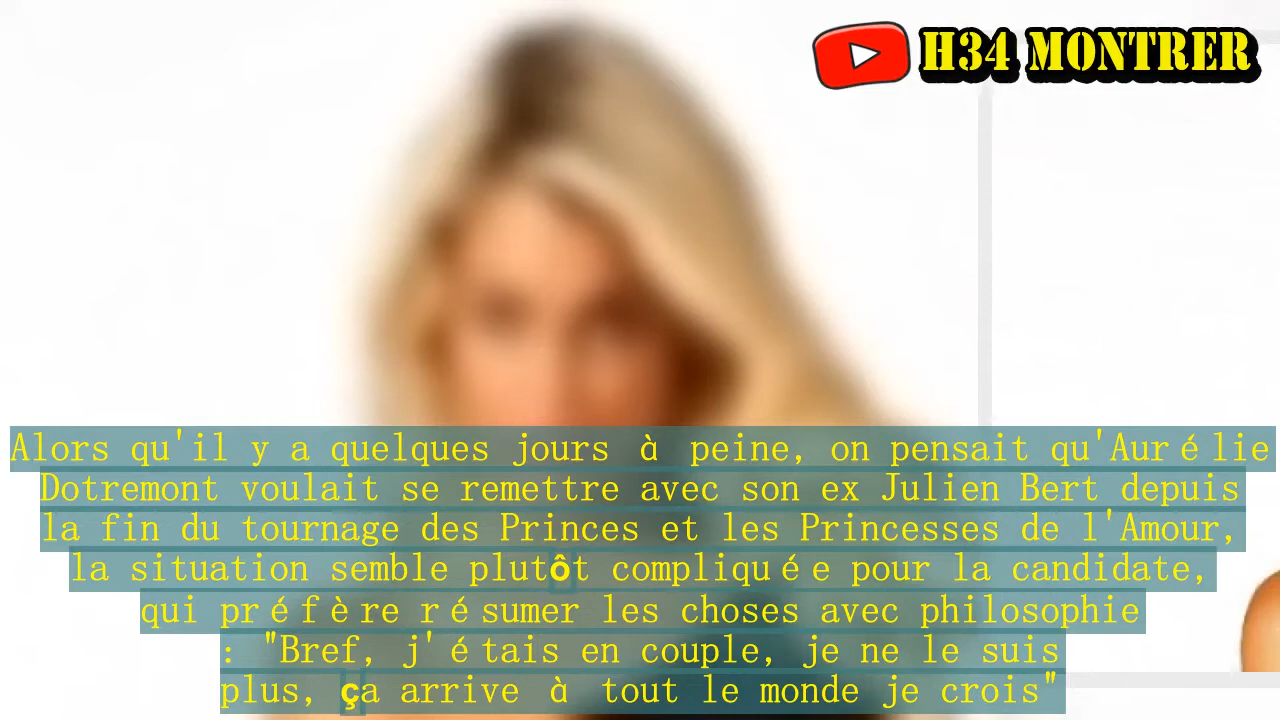 H34 MONTRER
Alors qu'il y a quelques jours à peine, on pensait qu'Aurélie
Dotremont voulait se remettre avec son ex Julien Bert depuis
la fin du tournage des Princes et les Princesses de l'Amour,
la situation semble plutôt compliquée pour la candidate,
qui préfère résumer les choses avec philosophie
: "Bref, j'étais en couple, je ne le suis
plus, ça arrive à tout le monde je crois"